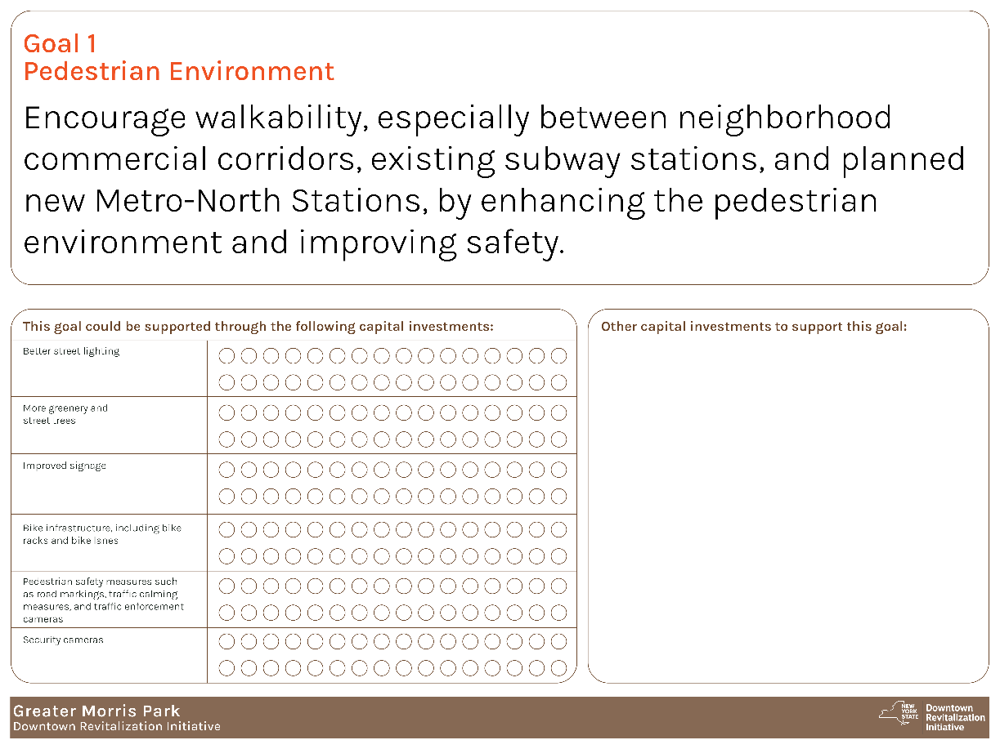 Goal 1
Pedestrian Environment
Encourage walkability, especially between neighborhood
commercial corridors, existing subway stations, and planned
new Metro-North Stations, by enhancing the pedestrian
environment and improving safety.
This goal could be supported through the following capital investments:
Better street lighting
More greenery and
street trees
Improved signage
Bike infrastructure, including bike
racks and bike lanes
Pedestrian safety measures such
as road markings, traffic calming
measures, and traffic enforcement
cameras
Security cameras
Other capital investments to support this goal:
Greater Morris Park
Downtown Revitalization Initiative
NEW
YORK
STATE
Downtown
Revitalization
Initiative